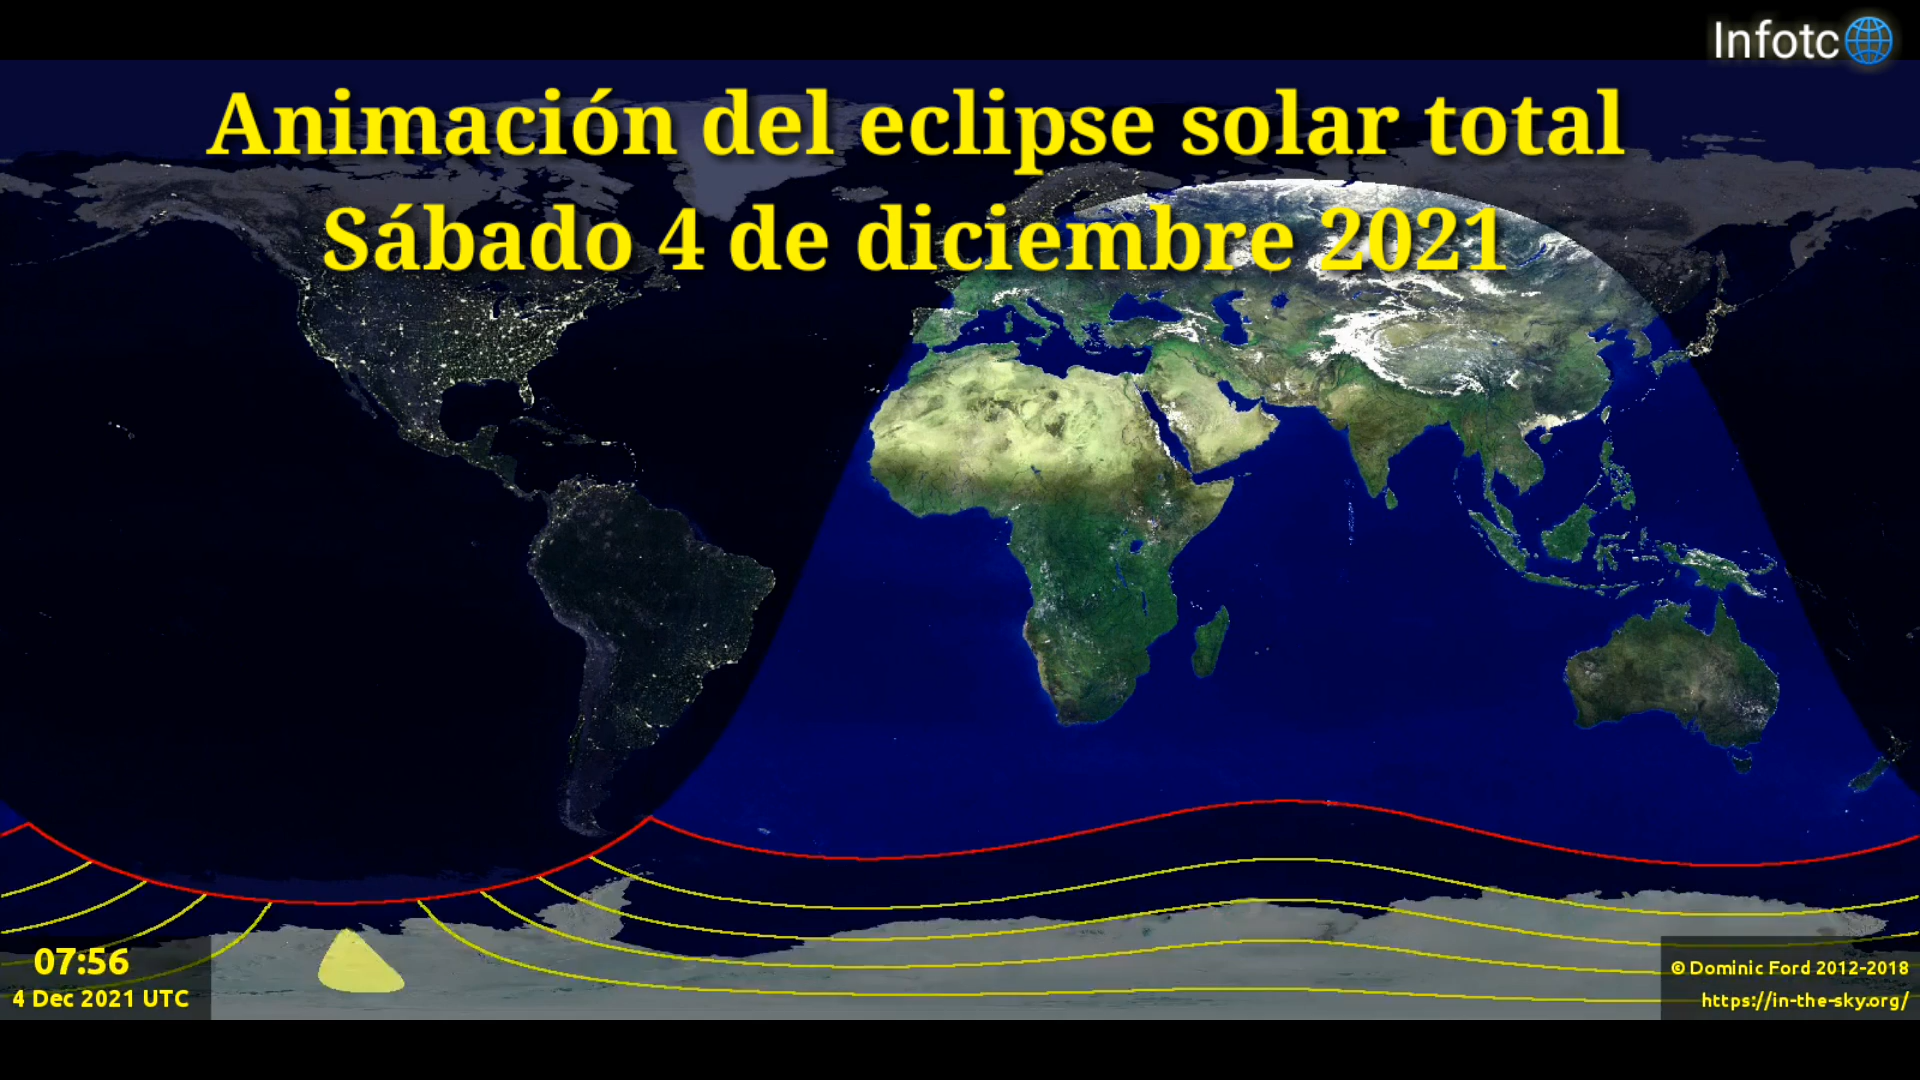 Infotc
Animación del eclipse solar total
Sábado 4 de diciembre 2021
07:56
4 Dec 2021 UTC
© Dominic Ford 2012-2018
https://in-the-sky.org/